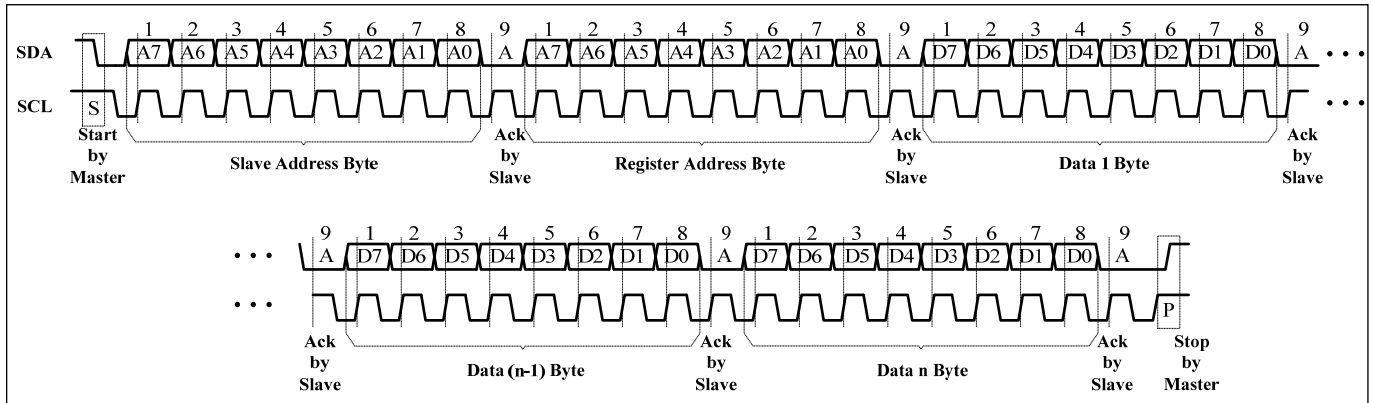 1 2 3 4 5 6 7 8 9 1 2 3 4 5 6 7 8 9 1 2 3 4 5 6 7 8 9
SDA A7 A6 A5 A4 A3 A2 A1 A0 A A7 A6 A5 A4 A3 A2 A1 A0 A D7 D6 D5 D4 D3 D2 D1 D0 A • • •
SCL S • • •
Start by Master
Slave Address Byte
Ack by Slave
Register Address Byte
Ack by Slave
Data 1 Byte
Ack by Slave
9 1 2 3 4 5 6 7 8 9 1 2 3 4 5 6 7 8 9
• • • A D7 D6 D5 D4 D3 D2 D1 D0 A D7 D6 D5 D4 D3 D2 D1 D0 A
• • • P
Ack by Slave
Data (n-1) Byte
Ack by Slave
Data n Byte
Ack by Slave
Stop by Master